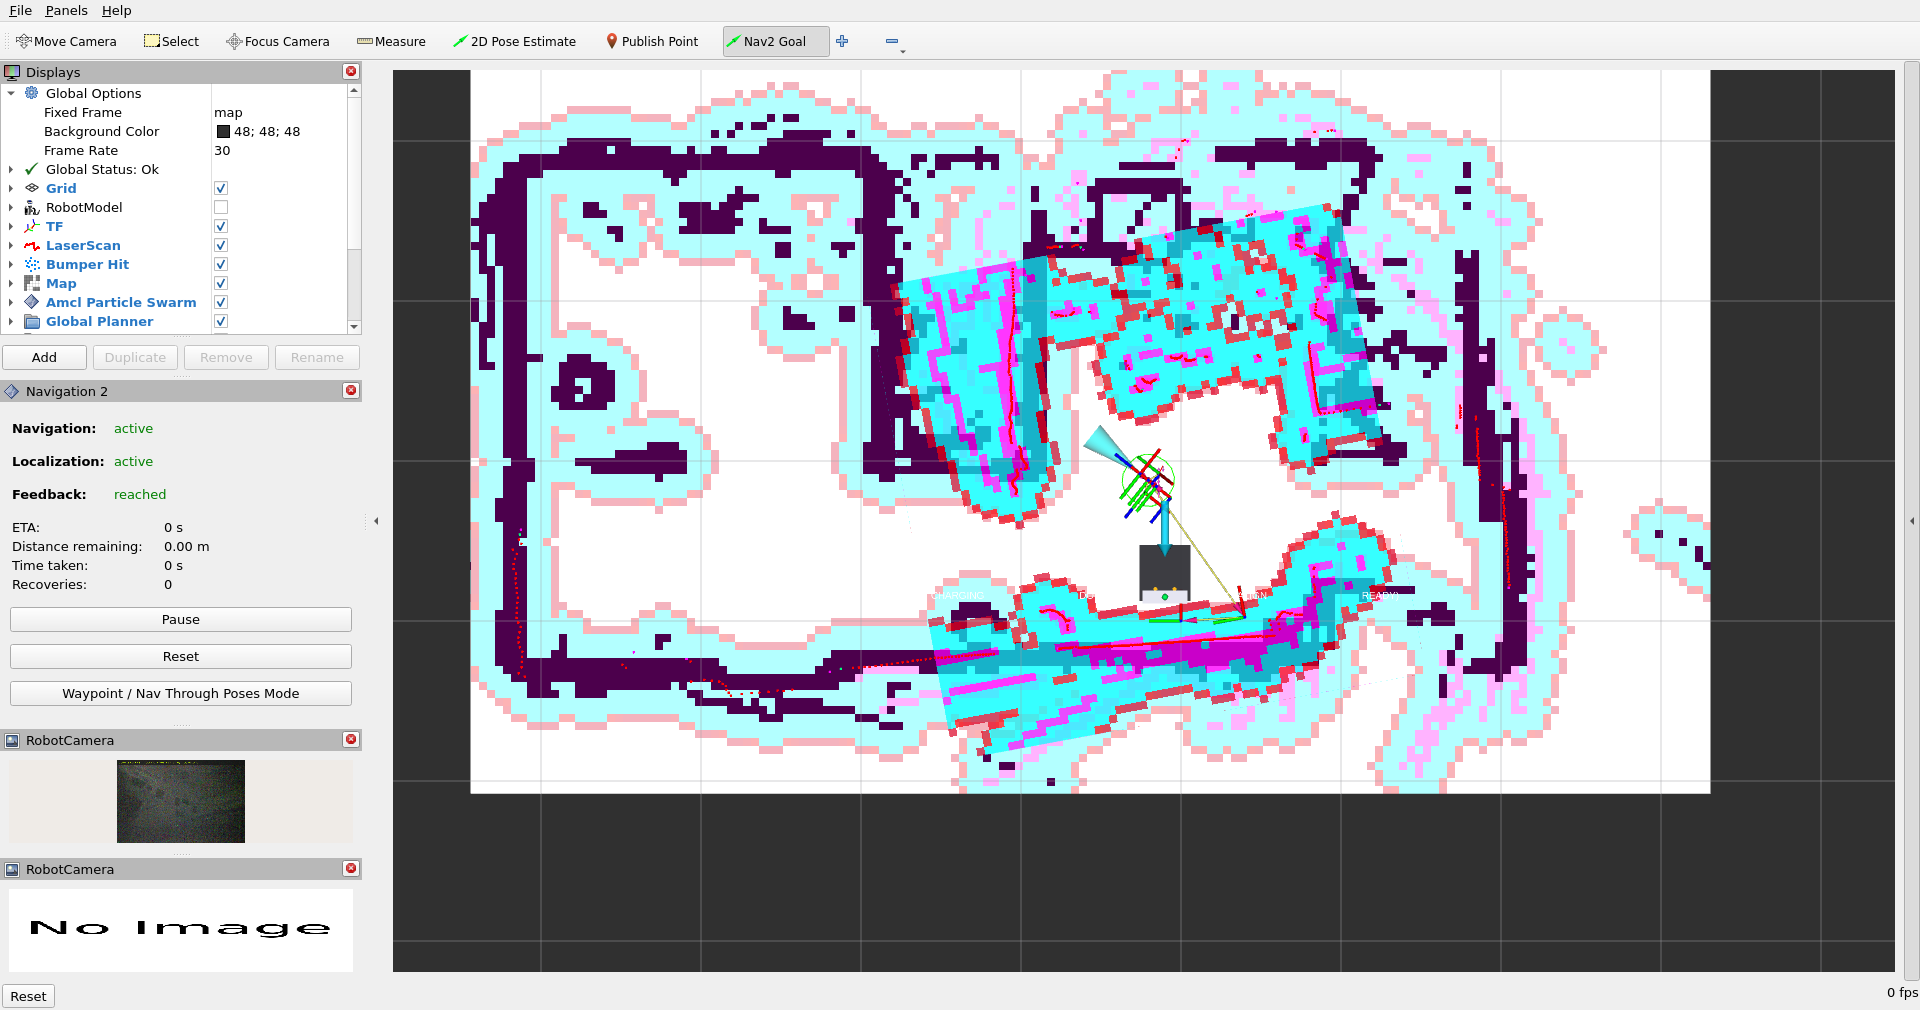 File Panels Help
Move Camera Select Focus Camera Measure 2D Pose Estimate Publish Point Nav2 Goal
Displays
Global Options
Fixed Frame map
Background Color 48; 48; 48
Frame Rate 30
Global Status: Ok
Grid
RobotModel
TF
LaserScan
Bumper Hit
Map
Amcl Particle Swarm
Global Planner
Add Duplicate Remove Rename
Navigation 2
Navigation: active
Localization: active
Feedback: reached
ETA: 0 s
Distance remaining: 0.00 m
Time taken: 0 s
Recoveries: 0
Pause
Reset
Waypoint / Nav Through Poses Mode
RobotCamera
RobotCamera
No Image
CHARGING
READY!
Reset
0 fps